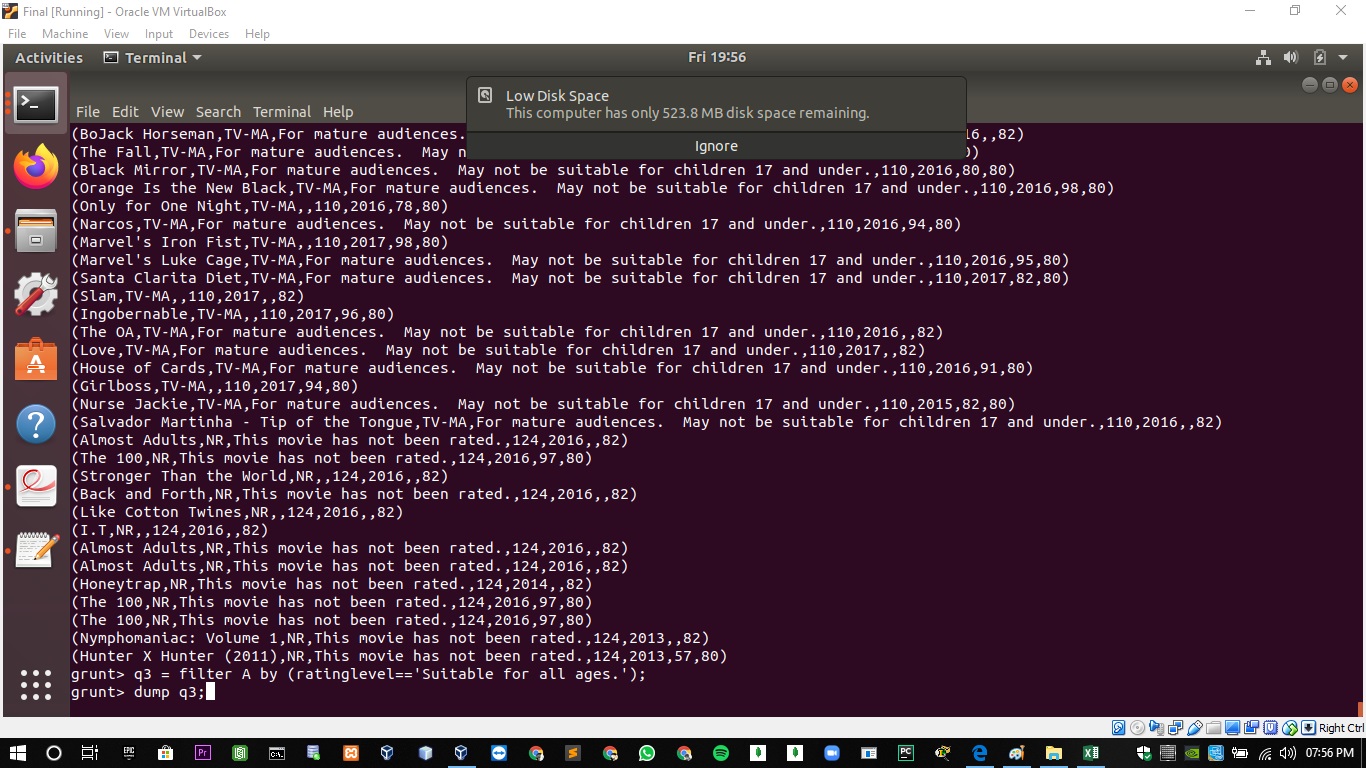 Final [Running] - Oracle VM VirtualBox
File Machine View Input Devices Help
Activities Terminal Fri 19:56
Low Disk Space
This computer has only 523.8 MB disk space remaining.
Ignore
File Edit View Search Terminal Help
(BoJack Horseman,TV-MA,For mature audiences. 16,,82)
(The Fall,TV-MA,For mature audiences.  May n )
(Black Mirror,TV-MA,For mature audiences.  May not be suitable for children 17 and under.,110,2016,80,80)
(Orange Is the New Black,TV-MA,For mature audiences.  May not be suitable for children 17 and under.,110,2016,98,80)
(Only for One Night,TV-MA,,110,2016,78,80)
(Narcos,TV-MA,For mature audiences.  May not be suitable for children 17 and under.,110,2016,94,80)
(Marvel's Iron Fist,TV-MA,,110,2017,98,80)
(Marvel's Luke Cage,TV-MA,For mature audiences.  May not be suitable for children 17 and under.,110,2016,95,80)
(Santa Clarita Diet,TV-MA,For mature audiences.  May not be suitable for children 17 and under.,110,2017,82,80)
(Slam,TV-MA,,110,2017,,82)
(Ingobernable,TV-MA,,110,2017,96,80)
(The OA,TV-MA,For mature audiences.  May not be suitable for children 17 and under.,110,2016,,82)
(Love,TV-MA,For mature audiences.  May not be suitable for children 17 and under.,110,2017,,82)
(House of Cards,TV-MA,For mature audiences.  May not be suitable for children 17 and under.,110,2016,91,80)
(Girlboss,TV-MA,,110,2017,94,80)
(Nurse Jackie,TV-MA,For mature audiences.  May not be suitable for children 17 and under.,110,2015,82,80)
(Salvador Martinha - Tip of the Tongue,TV-MA,For mature audiences.  May not be suitable for children 17 and under.,110,2016,,82)
(Almost Adults,NR,This movie has not been rated.,124,2016,,82)
(The 100,NR,This movie has not been rated.,124,2016,97,80)
(Stronger Than the World,NR,,124,2016,,82)
(Back and Forth,NR,This movie has not been rated.,124,2016,,82)
(Like Cotton Twines,NR,,124,2016,,82)
(I.T,NR,,124,2016,,82)
(Almost Adults,NR,This movie has not been rated.,124,2016,,82)
(Almost Adults,NR,This movie has not been rated.,124,2016,,82)
(Honeytrap,NR,This movie has not been rated.,124,2014,,82)
(The 100,NR,This movie has not been rated.,124,2016,97,80)
(The 100,NR,This movie has not been rated.,124,2016,97,80)
(Nymphomaniac: Volume 1,NR,This movie has not been rated.,124,2013,,82)
(Hunter X Hunter (2011),NR,This movie has not been rated.,124,2013,57,80)
grunt> q3 = filter A by (ratinglevel=='Suitable for all ages.');
grunt> dump q3;
Right Ctrl
07:56 PM